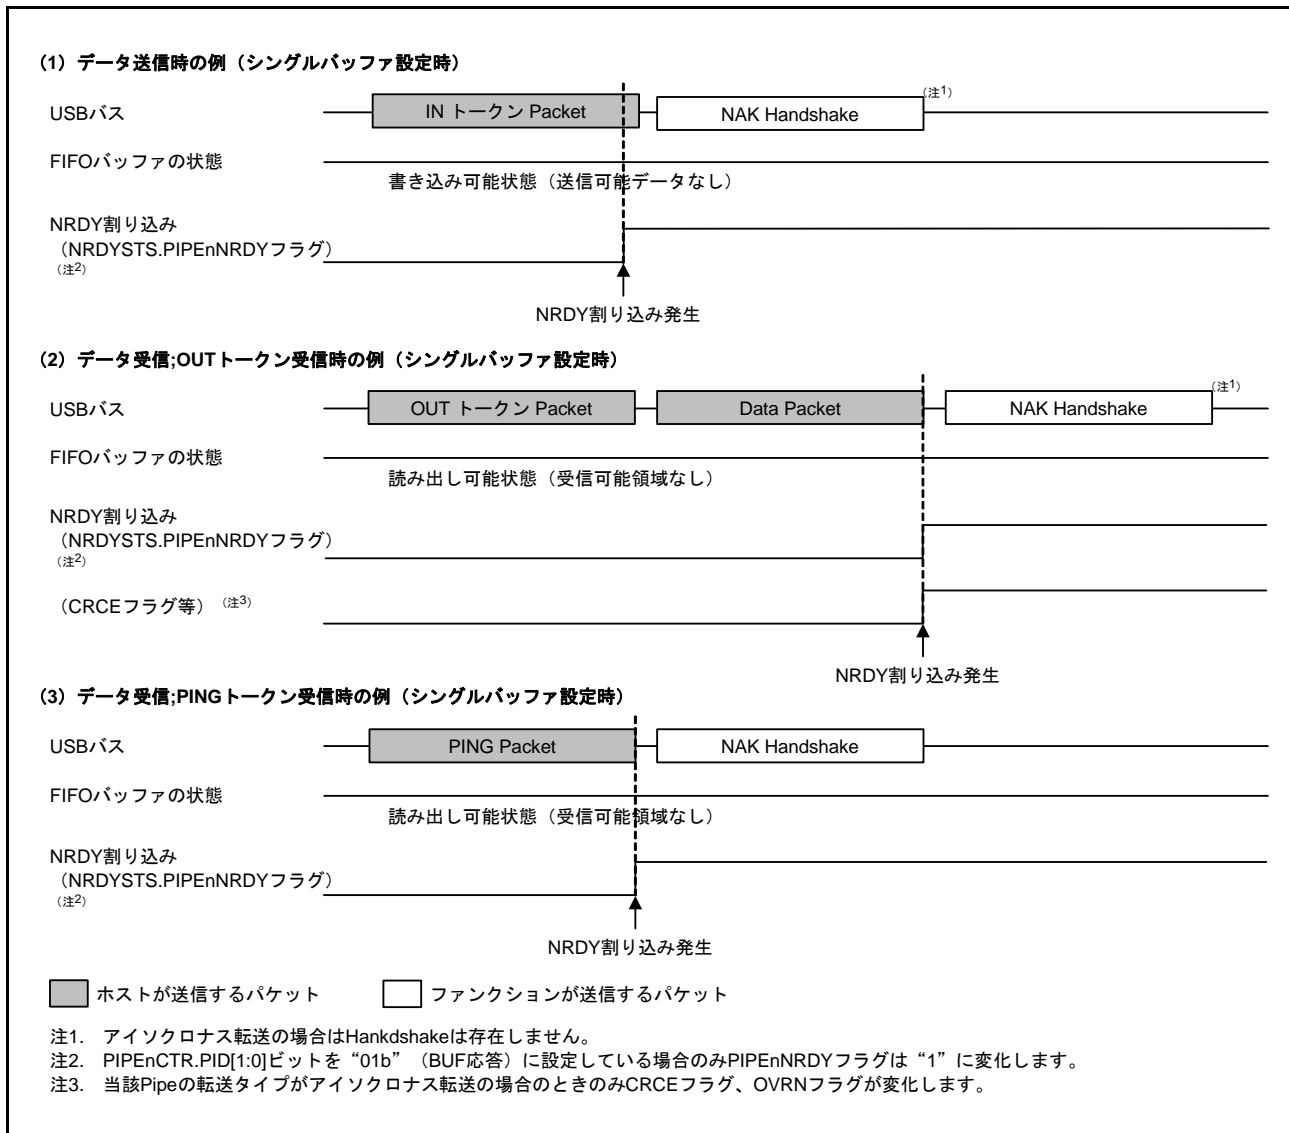 （1）データ送信時の例（シングルバッファ設定時）
USBバス
IN トークン Packet
NAK Handshake
（注1）
FIFOバッファの状態
書き込み可能状態（送信可能データなし）
NRDY割り込み
（NRDYSTS.PIPEnNRDYフラグ）
（注2）
NRDY割り込み発生
（2）データ受信;OUTトークン受信時の例（シングルバッファ設定時）
USBバス
OUT トークン Packet
Data Packet
NAK Handshake
（注1）
FIFOバッファの状態
読み出し可能状態（受信可能領域なし）
NRDY割り込み
（NRDYSTS.PIPEnNRDYフラグ）
（注2）
（CRCEフラグ等）（注3）
NRDY割り込み発生
（3）データ受信;PINGトークン受信時の例（シングルバッファ設定時）
USBバス
PING Packet
NAK Handshake
FIFOバッファの状態
読み出し可能状態（受信可能領域なし）
NRDY割り込み
（NRDYSTS.PIPEnNRDYフラグ）
（注2）
NRDY割り込み発生
ホストが送信するパケット
ファンクションが送信するパケット
注1. アイソクロナス転送の場合はHankdshakeは存在しません。
注2. PIPEnCTR.PID[1:0]ビットを“01b”（BUF応答）に設定している場合のみPIPEnNRDYフラグは“1”に変化します。
注3. 当該Pipeの転送タイプがアイソクロナス転送の場合のときのみCRCEフラグ、OVRNフラグが変化します。